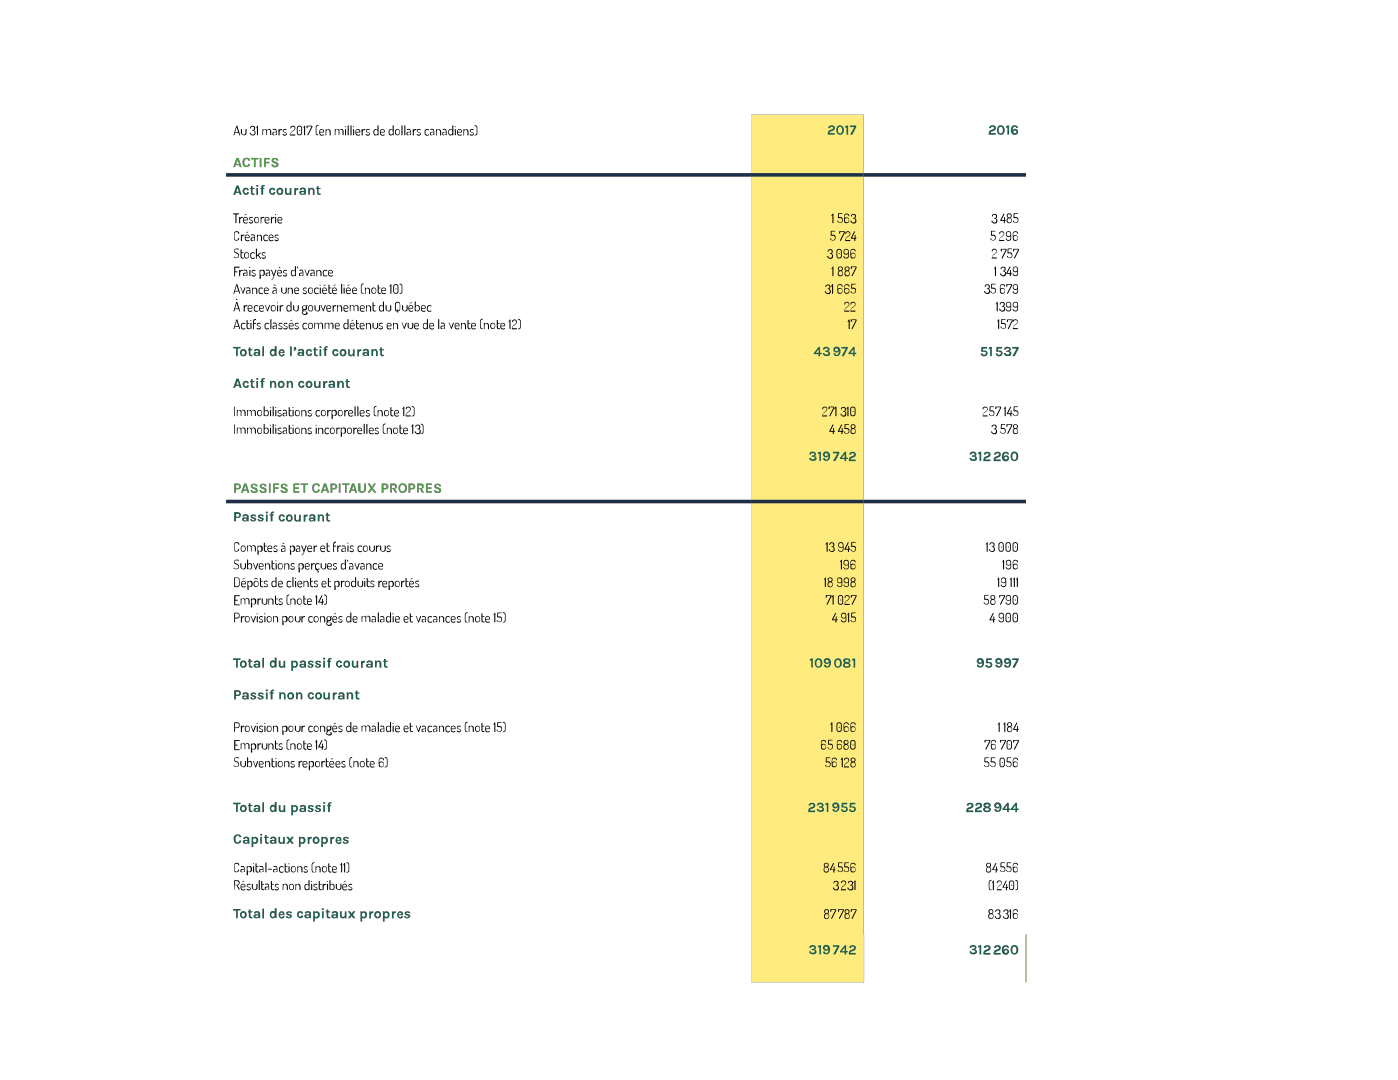 Au 31 mars 2017 (en milliers de dollars canadiens) 2017 2016
ACTIFS
Actif courant
Trésorerie 1 563 3 485
Créances 5 724 5 296
Stocks 3 096 2 757
Frais payés d'avance 1 887 1 349
Avance à une société liée (note 10) 31 665 35 679
À recevoir du gouvernement du Québec 22 1399
Actifs classés comme détenus en vue de la vente (note 12) 17 1572
Total de l'actif courant 43 974 51 537
Actif non courant
Immobilisations corporelles (note 12) 271 310 257 145
Immobilisations incorporelles (note 13) 4 458 3 578
319 742 312 260
PASSIFS ET CAPITAUX PROPRES
Passif courant
Comptes à payer et frais courus 13 945 13 000
Subventions perçues d'avance 196 196
Dépôts de clients et produits reportés 18 998 19 111
Emprunts (note 14) 71 027 58 790
Provision pour congés de maladie et vacances (note 15) 4 915 4 900
Total du passif courant 109 081 95 997
Passif non courant
Provision pour congés de maladie et vacances (note 15) 1 066 1 184
Emprunts (note 14) 65 680 76 707
Subventions reportées (note 6) 56 128 55 056
Total du passif 231 955 228 944
Capitaux propres
Capital-actions (note 11) 84 556 84 556
Résultats non distribués 3 231 (1 240)
Total des capitaux propres 87 787 83 316
319 742 312 260